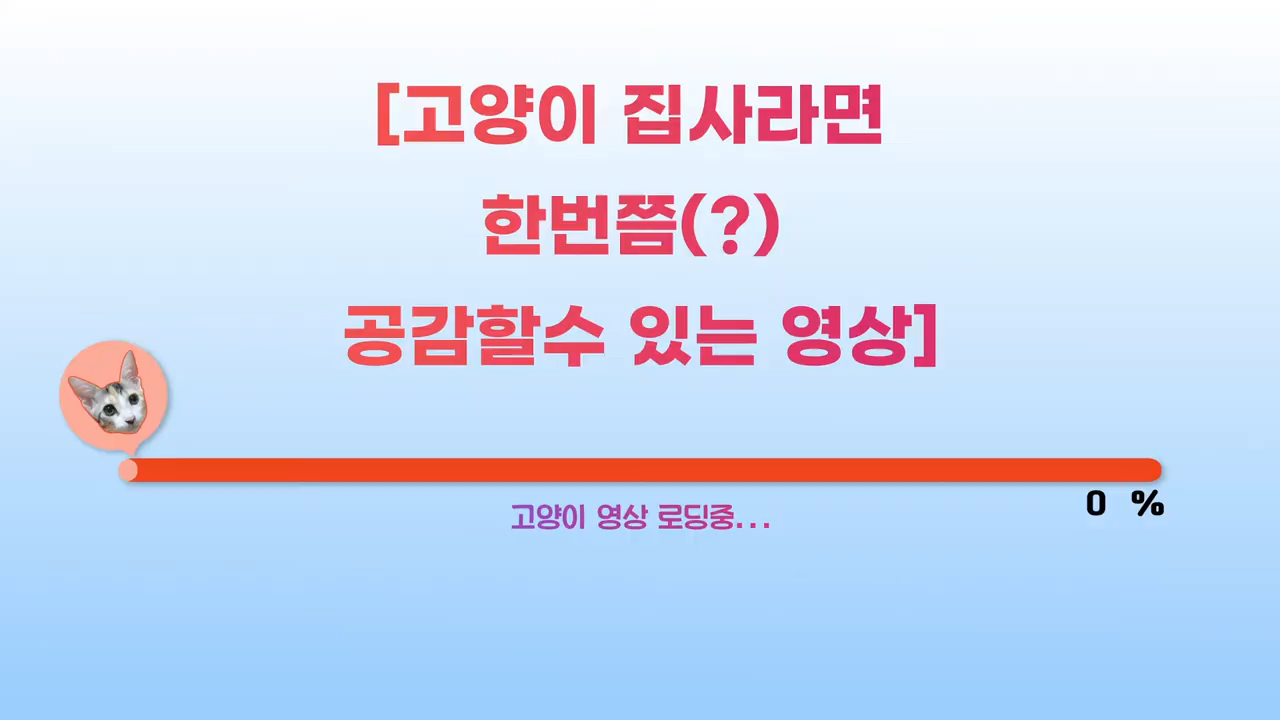 [고양이 집사라면
한번쯤(?)
공감할수 있는 영상]
0 %
고양이 영상 로딩중...